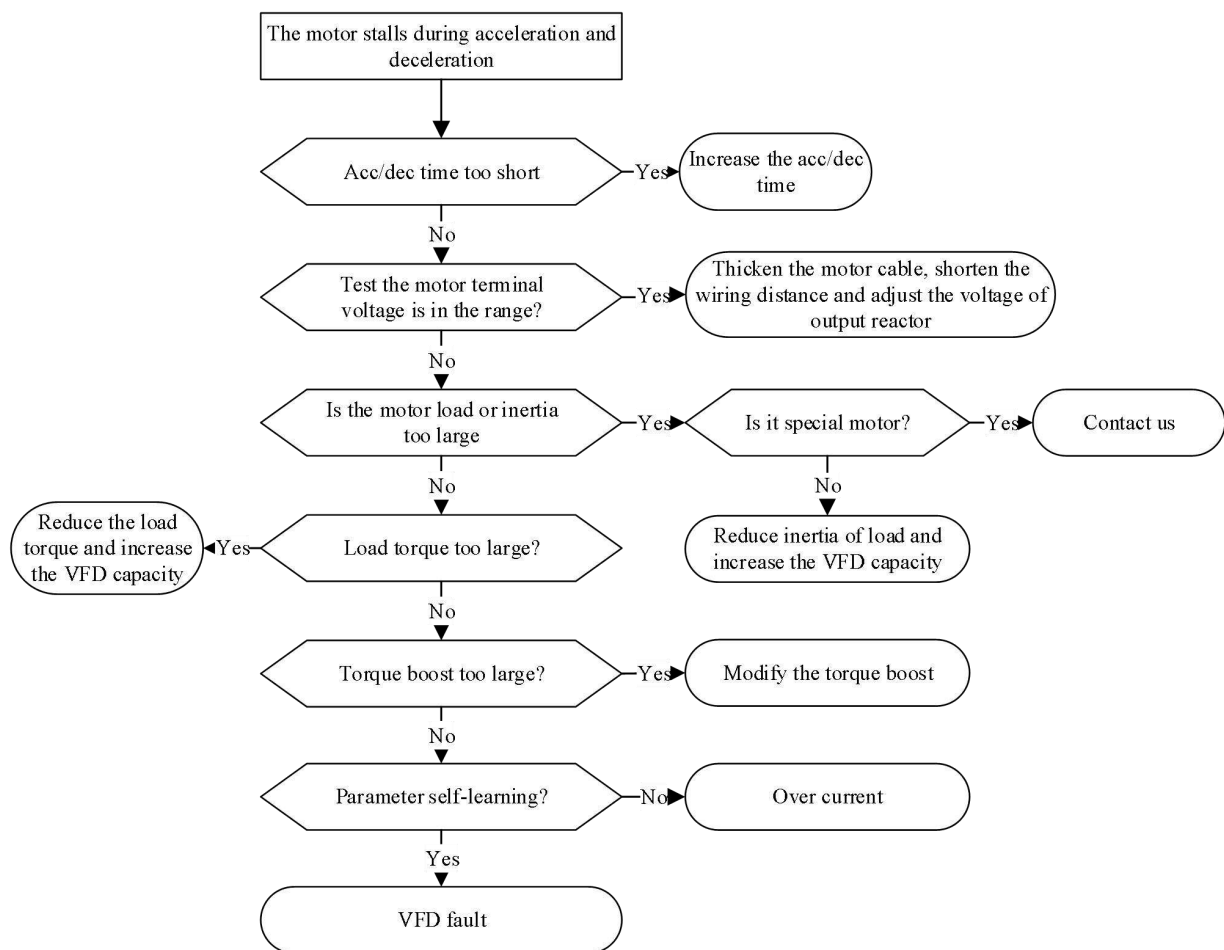 The motor stalls during acceleration and
deceleration
Acc/dec time too short
Yes
Increase the acc/dec
time
No
Test the motor terminal
voltage is in the range?
Yes
Thicken the motor cable, shorten the
wiring distance and adjust the voltage of
output reactor
No
Is the motor load or inertia
too large
Yes
Is it special motor?
Yes
Contact us
No
No
Reduce the load
torque and increase
the VFD capacity
Yes
Load torque too large?
Reduce inertia of load and
increase the VFD capacity
No
Torque boost too large?
Yes
Modify the torque boost
No
Parameter self-learning?
No
Over current
Yes
VFD fault